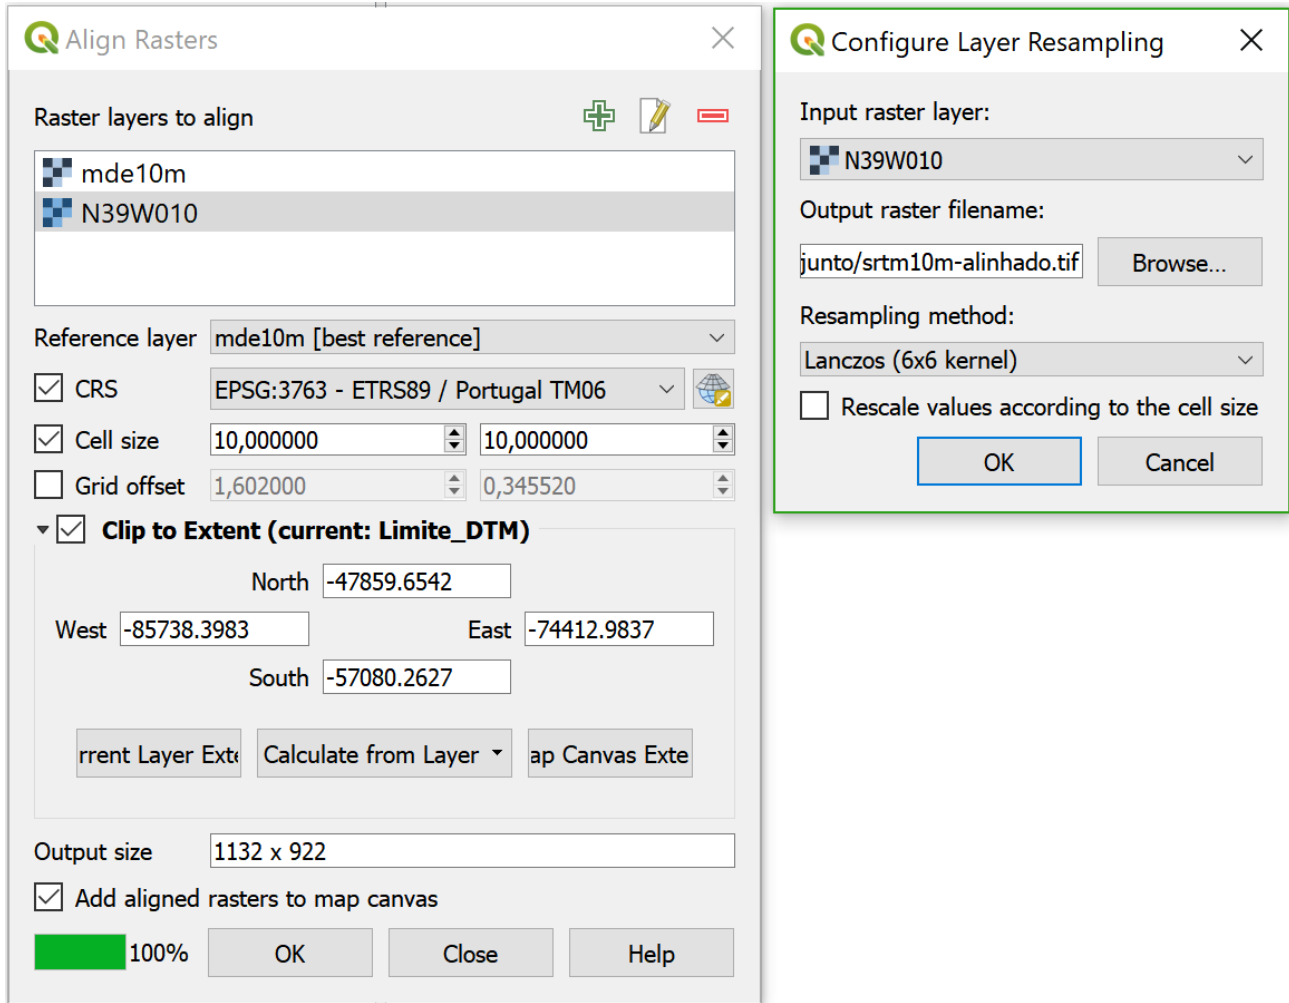 Align Rasters
Raster layers to align
mde10m
N39W010
Reference layer mde10m [best reference]
CRS EPSG:3763 - ETRS89 / Portugal TM06
Cell size 10,000000 10,000000
Grid offset 1,602000 0,345520
Clip to Extent (current: Limite_DTM)
North -47859.6542
West -85738.3983 East -74412.9837
South -57080.2627
rrent Layer Exte Calculate from Layer ap Canvas Exte
Output size 1132 x 922
Add aligned rasters to map canvas
100% OK Close Help
Configure Layer Resampling
Input raster layer:
N39W010
Output raster filename:
junto/srtm10m-alinhado.tif Browse...
Resampling method:
Lanczos (6x6 kernel)
Rescale values according to the cell size
OK Cancel